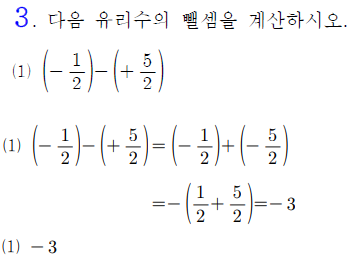 3. 다음 유리수의 뺄셈을 계산하시오.
(1) (− 1/2)−(+ 5/2)
(1) (− 1/2)−(+ 5/2)=(− 1/2)+(− 5/2)
=−(1/2+ 5/2)=− 3
(1) − 3